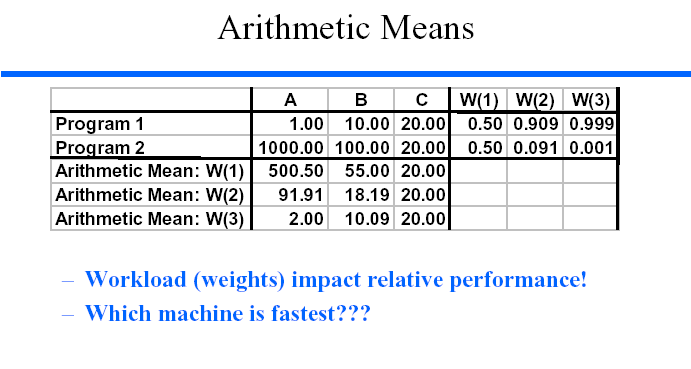 Arithmetic Means
A B C W(1) W(2) W(3)
Program 1 1.00 10.00 20.00 0.50 0.909 0.999
Program 2 1000.00 100.00 20.00 0.50 0.091 0.001
Arithmetic Mean: W(1) 500.50 55.00 20.00
Arithmetic Mean: W(2) 91.91 18.19 20.00
Arithmetic Mean: W(3) 2.00 10.09 20.00
– Workload (weights) impact relative performance!
– Which machine is fastest???